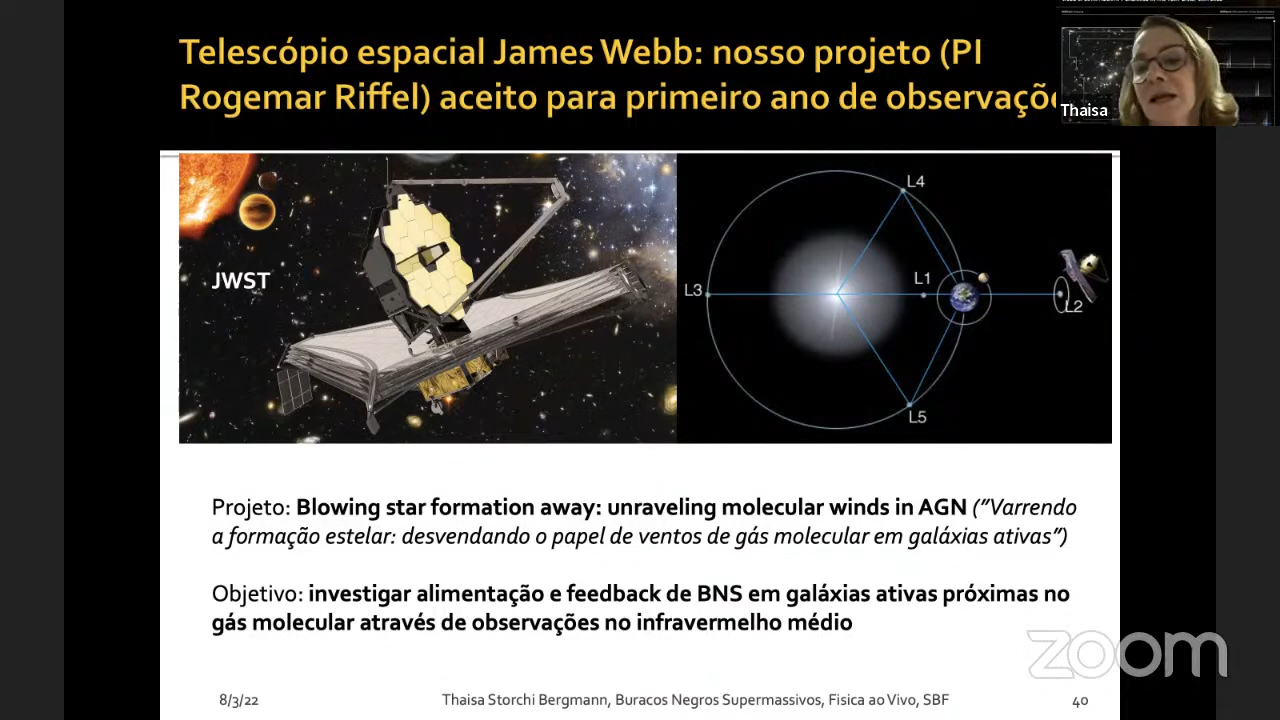 Telescópio espacial James Webb: nosso projeto (PI
Rogemar Riffel) aceito para primeiro ano de
Thaisa
JWST
L4
L1
L3
L2
L5
Projeto: Blowing star formation away: unraveling molecular winds in AGN (”Varrendo
a formação estelar: desvendando o papel de ventos de gás molecular em galáxias ativas”)
Objetivo: investigar alimentação e feedback de BNS em galáxias ativas próximas no
gás molecular através de observações no infravermelho médio
zoom
8/3/22
Thaisa Storchi Bergmann, Buracos Negros Supermassivos, Fisica ao Vivo, SBF
40